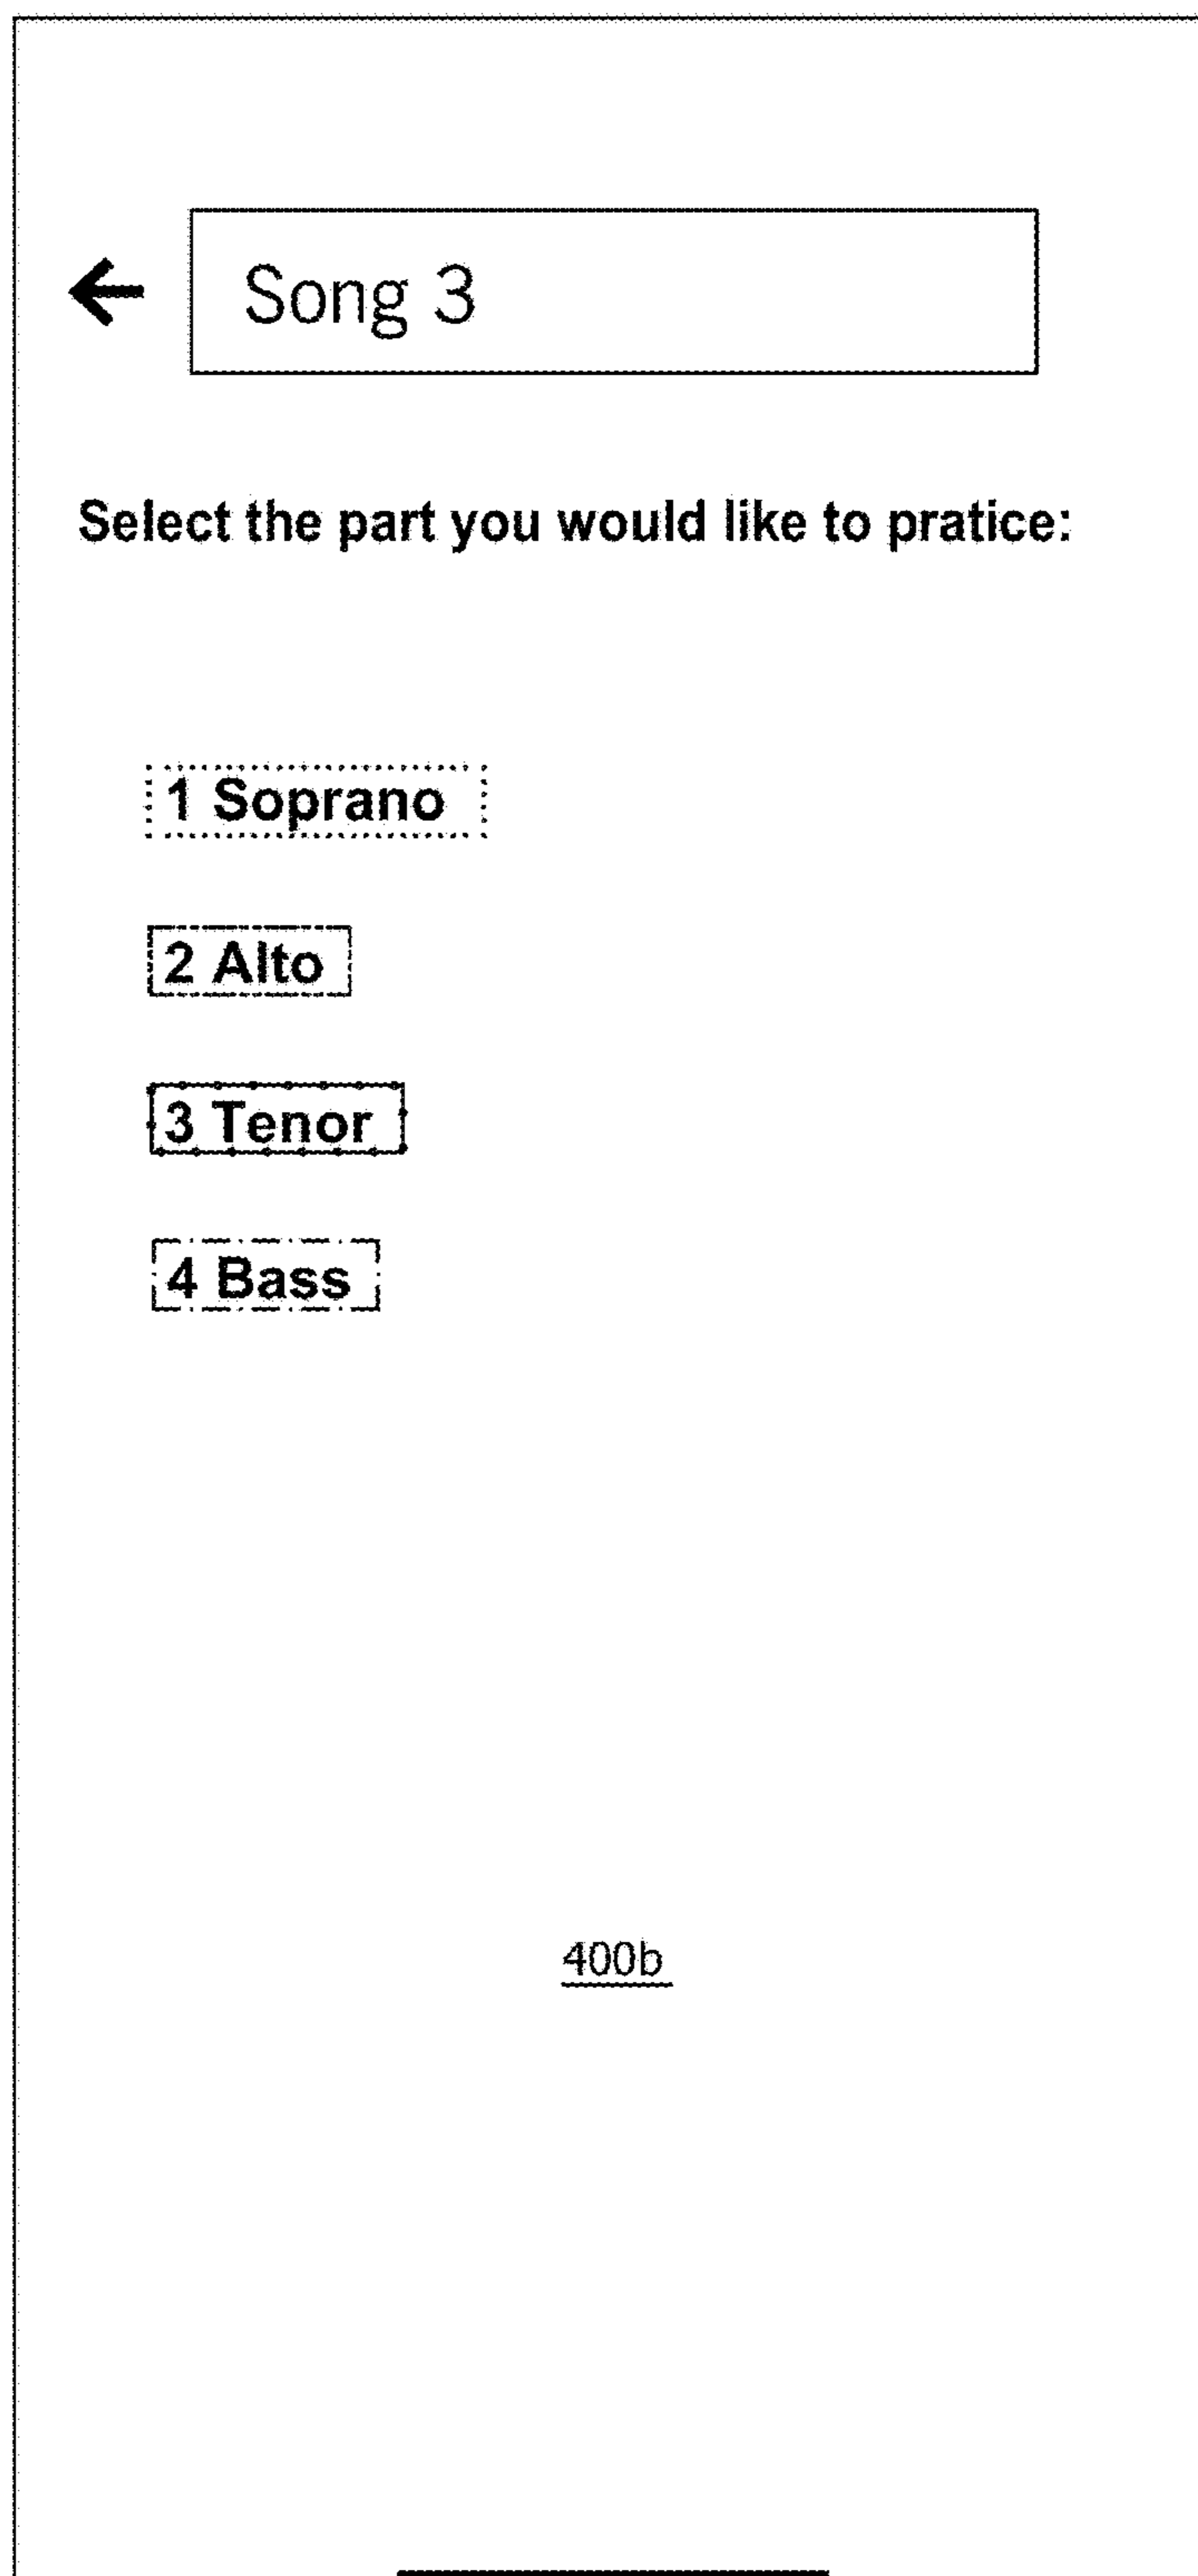 Song 3
Select the part you would like to pratice:
1 Soprano
2 Alto
3 Tenor
4 Bass
400b